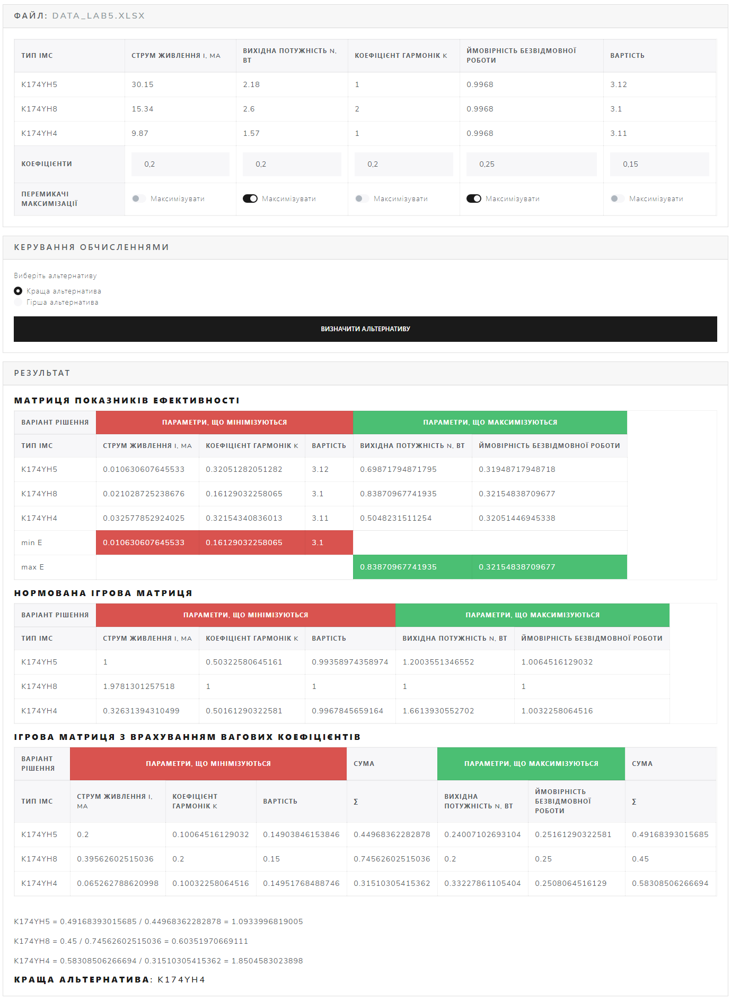 ФАЙЛ: DATA_LAB5.XLSX
ТИП ІМС СТРУМ ЖИВЛЕННЯ I, MA ВИХІДНА ПОТУЖНІСТЬ N, ВТ КОЕФІЦІЄНТ ГАРМОНІК K ЙМОВІРНІСТЬ БЕЗВІДМОВНОЇ РОБОТИ ВАРТІСТЬ
K174YH5 30.15 2.18 1 0.9968 3.12
K174YH8 15.34 2.6 2 0.9968 3.1
K174YH4 9.87 1.57 1 0.9968 3.11
КОЕФІЦІЄНТИ 0,2 0,2 0,2 0,25 0,15
ПЕРЕМИКАЧІ МАКСИМІЗАЦІЇ Максимізувати Максимізувати Максимізувати Максимізувати Максимізувати
КЕРУВАННЯ ОБЧИСЛЕННЯМИ
Виберіть альтернативу
Краща альтернатива
Гірша альтернатива
ВИЗНАЧИТИ АЛЬТЕРНАТИВУ
РЕЗУЛЬТАТ
МАТРИЦЯ ПОКАЗНИКІВ ЕФЕКТИВНОСТІ
ВАРІАНТ РІШЕННЯ ПАРАМЕТРИ, ЩО МІНІМІЗУЮТЬСЯ ПАРАМЕТРИ, ЩО МАКСИМІЗУЮТЬСЯ
ТИП ІМС СТРУМ ЖИВЛЕННЯ I, MA КОЕФІЦІЄНТ ГАРМОНІК K ВАРТІСТЬ ВИХІДНА ПОТУЖНІСТЬ N, ВТ ЙМОВІРНІСТЬ БЕЗВІДМОВНОЇ РОБОТИ
K174YH5 0.010630607645533 0.32051282051282 3.12 0.69871794871795 0.31948717948718
K174YH8 0.021028725238676 0.16129032258065 3.1 0.83870967741935 0.32154838709677
K174YH4 0.032577852924025 0.32154340836013 3.11 0.5048231511254 0.32051446945338
min E 0.010630607645533 0.16129032258065 3.1
max E 0.83870967741935 0.32154838709677
НОРМОВАНА ІГРОВА МАТРИЦЯ
ВАРІАНТ РІШЕННЯ ПАРАМЕТРИ, ЩО МІНІМІЗУЮТЬСЯ ПАРАМЕТРИ, ЩО МАКСИМІЗУЮТЬСЯ
ТИП ІМС СТРУМ ЖИВЛЕННЯ I, MA КОЕФІЦІЄНТ ГАРМОНІК K ВАРТІСТЬ ВИХІДНА ПОТУЖНІСТЬ N, ВТ ЙМОВІРНІСТЬ БЕЗВІДМОВНОЇ РОБОТИ
K174YH5 1 0.50322580645161 0.99358974358974 1.2003551346552 1.0064516129032
K174YH8 1.9781301257518 1 1 1 1
K174YH4 0.32631394310499 0.50161290322581 0.9967845659164 1.6613930552702 1.0032258064516
ІГРОВА МАТРИЦЯ З ВРАХУВАННЯМ ВАГОВИХ КОЕФІЦІЄНТІВ
ВАРІАНТ РІШЕННЯ ПАРАМЕТРИ, ЩО МІНІМІЗУЮТЬСЯ СУМА ПАРАМЕТРИ, ЩО МАКСИМІЗУЮТЬСЯ СУМА
ТИП ІМС СТРУМ ЖИВЛЕННЯ I, MA КОЕФІЦІЄНТ ГАРМОНІК K ВАРТІСТЬ Σ ВИХІДНА ПОТУЖНІСТЬ N, ВТ ЙМОВІРНІСТЬ БЕЗВІДМОВНОЇ РОБОТИ Σ
K174YH5 0.2 0.10064516129032 0.14903846153846 0.44968362282878 0.24007102693104 0.25161290322581 0.49168393015685
K174YH8 0.39562602515036 0.2 0.15 0.74562602515036 0.2 0.25 0.45
K174YH4 0.065262788620998 0.10032258064516 0.14951768488746 0.31510305415362 0.33227861105404 0.2508064516129 0.58308506266694
K174YH5 = 0.49168393015685 / 0.44968362282878 = 1.0933996819005
K174YH8 = 0.45 / 0.74562602515036 = 0.60351970669111
K174YH4 = 0.58308506266694 / 0.31510305415362 = 1.8504583023898
КРАЩА АЛЬТЕРНАТИВА: K174YH4